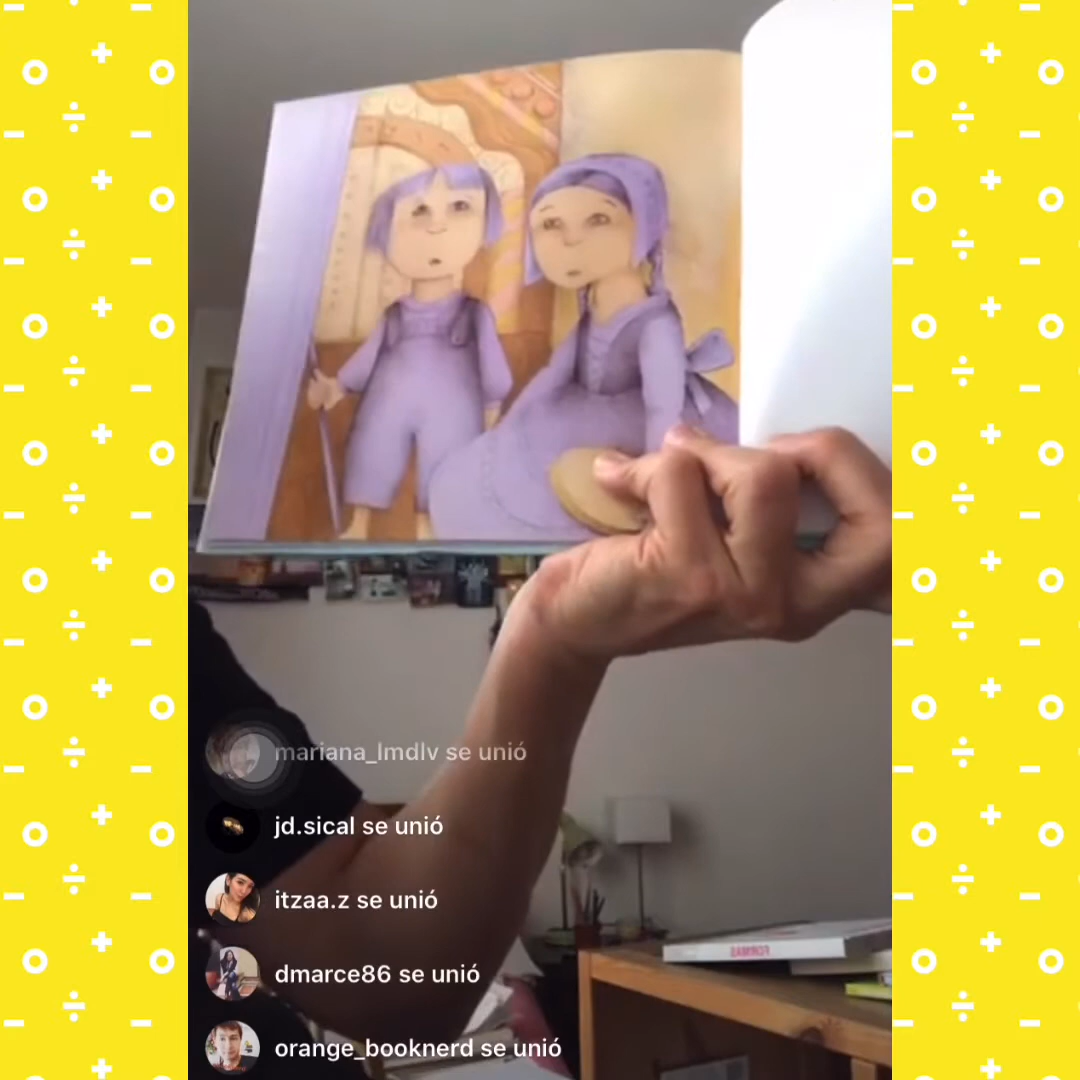 mariana_lmdlv se unió
jd.sical se unió
itzaa.z se unió
dmarce86 se unió
orange_booknerd se unió